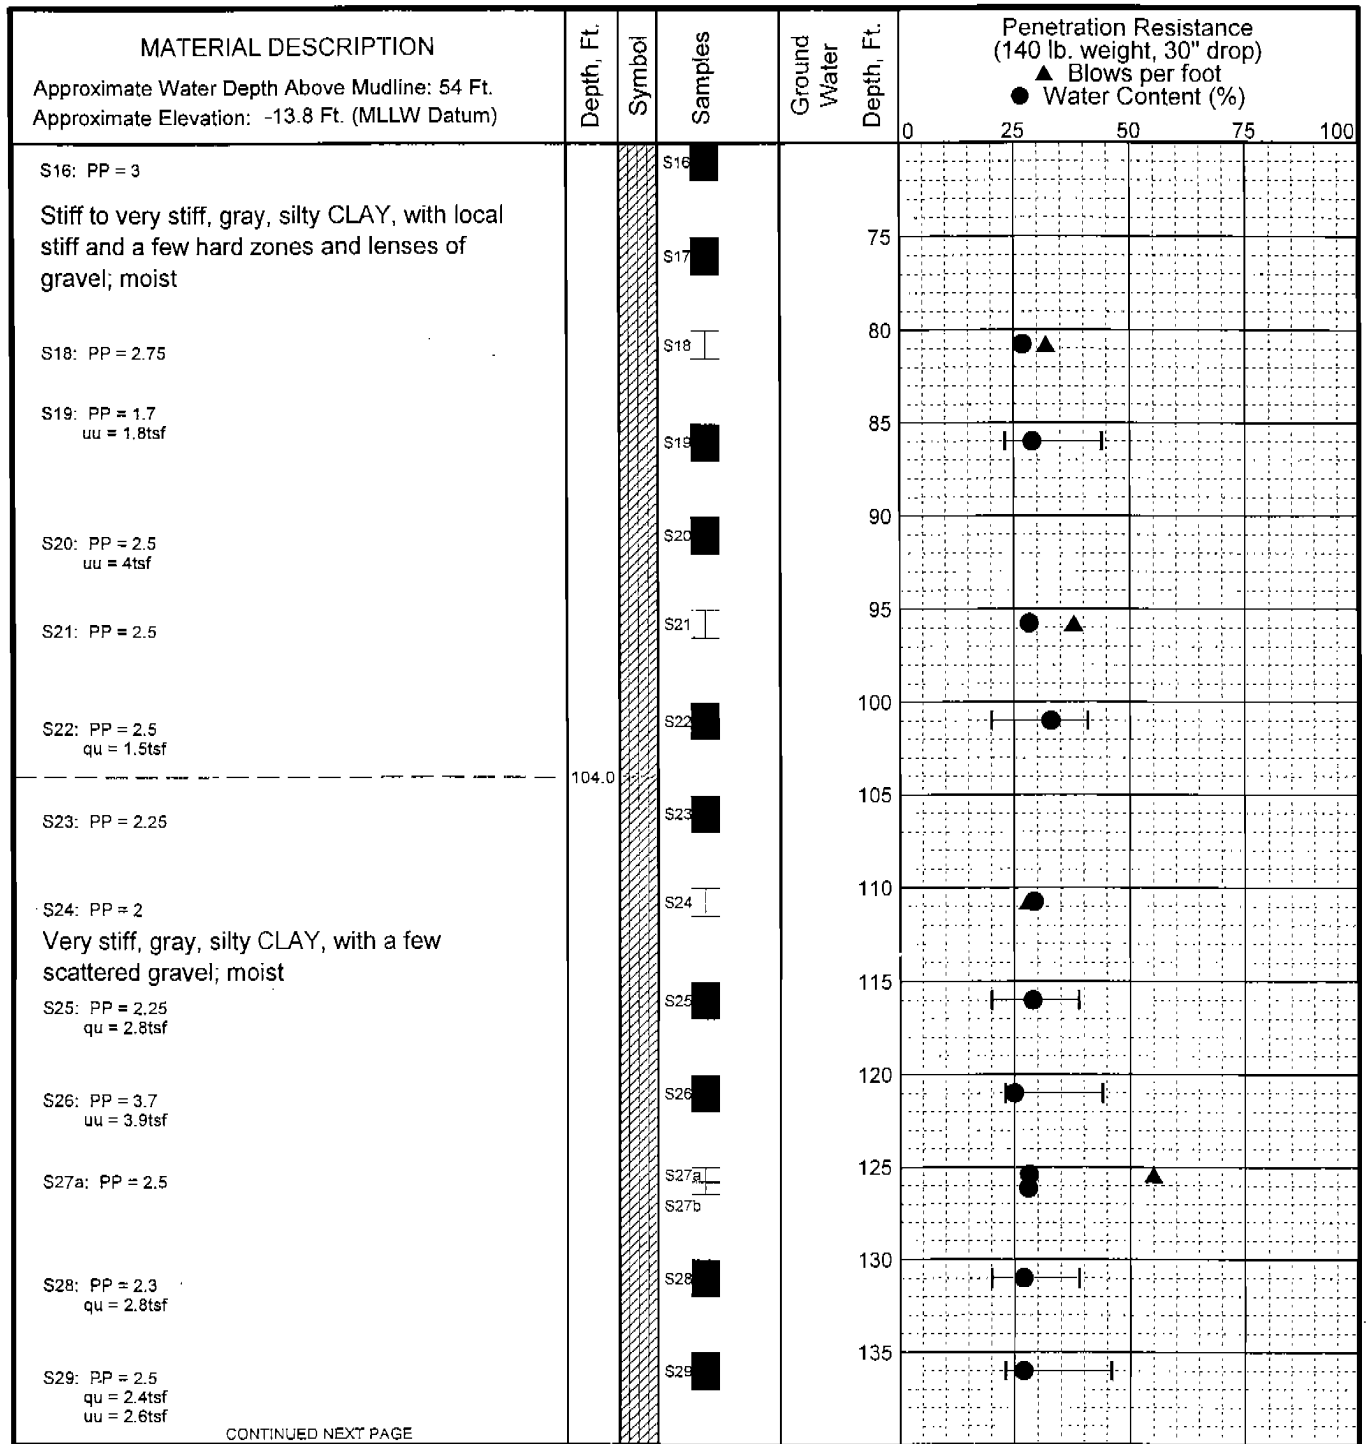 MATERIAL DESCRIPTION
Approximate Water Depth Above Mudline: 54 Ft.
Approximate Elevation: -13.8 Ft. (MLLW Datum)
Depth, Ft.
Symbol
Samples
Ground Water
Depth, Ft.
Penetration Resistance
(140 lb. weight, 30" drop)
▲ Blows per foot
● Water Content (%)
0 25 50 75 100
S16: PP = 3
Stiff to very stiff, gray, silty CLAY, with local
stiff and a few hard zones and lenses of
gravel; moist
S18: PP = 2.75
S19: PP = 1.7
uu = 1.8tsf
S20: PP = 2.5
uu = 4tsf
S21: PP = 2.5
S22: PP = 2.5
qu = 1.5tsf
S23: PP = 2.25
S24: PP = 2
Very stiff, gray, silty CLAY, with a few
scattered gravel; moist
S25: PP = 2.25
qu = 2.8tsf
S26: PP = 3.7
uu = 3.9tsf
S27a: PP = 2.5
S28: PP = 2.3
qu = 2.8tsf
S29: PP = 2.5
qu = 2.4tsf
uu = 2.6tsf
CONTINUED NEXT PAGE
104.0
S16
S17
S18
S19
S20
S21
S22
S23
S24
S25
S26
S27a
S27b
S28
S29
75
80
85
90
95
100
105
110
115
120
125
130
135